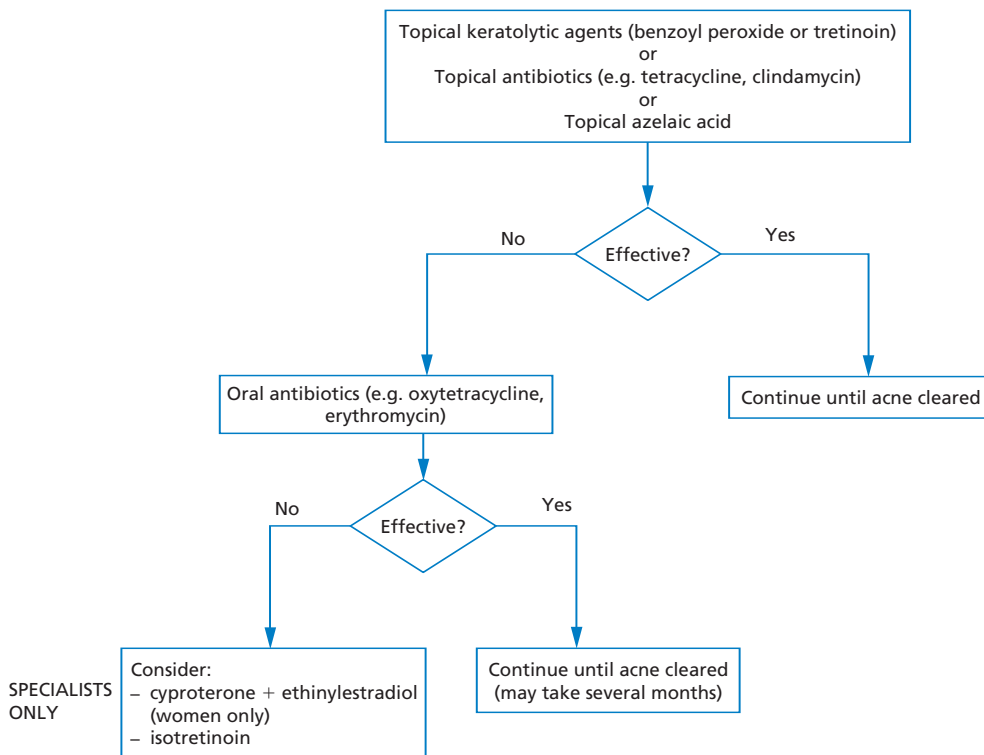 Topical keratolytic agents (benzoyl peroxide or tretinoin)
or
Topical antibiotics (e.g. tetracycline, clindamycin)
or
Topical azelaic acid
No
Effective?
Yes
Oral antibiotics (e.g. oxytetracycline,
erythromycin)
Continue until acne cleared
No
Effective?
Yes
SPECIALISTS
ONLY
Consider:
– cyproterone + ethinylestradiol
(women only)
– isotretinoin
Continue until acne cleared
(may take several months)